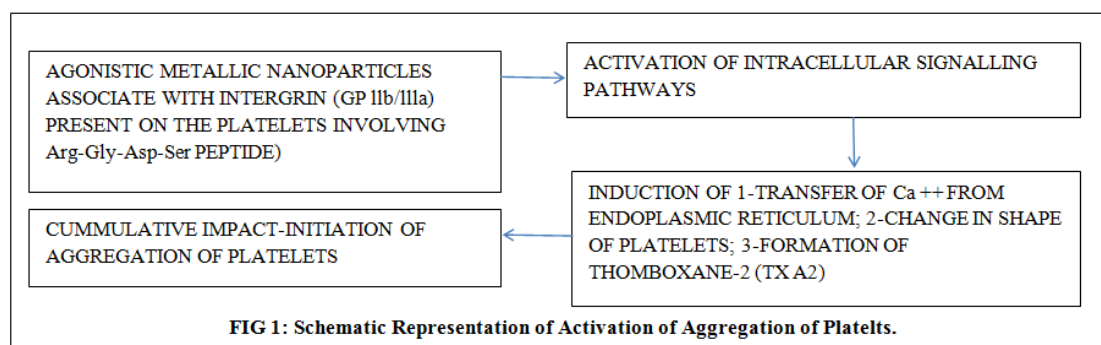 AGONISTIC METALLIC NANOPARTICLES
ASSOCIATE WITH INTERGRIN (GP llb/llla)
PRESENT ON THE PLATELETS INVOLVING
Arg-Gly-Asp-Ser PEPTIDE)
ACTIVATION OF INTRACELLULAR SIGNALLING
PATHWAYS
INDUCTION OF 1-TRANSFER OF Ca ++ FROM
ENDOPLASMIC RETICULUM; 2-CHANGE IN SHAPE
OF PLATELETS; 3-FORMATION OF
THOMBOXANE-2 (TX A2)
CUMMULATIVE IMPACT-INITIATION OF
AGGREGATION OF PLATELETS
FIG 1: Schematic Representation of Activation of Aggregation of Platelts.